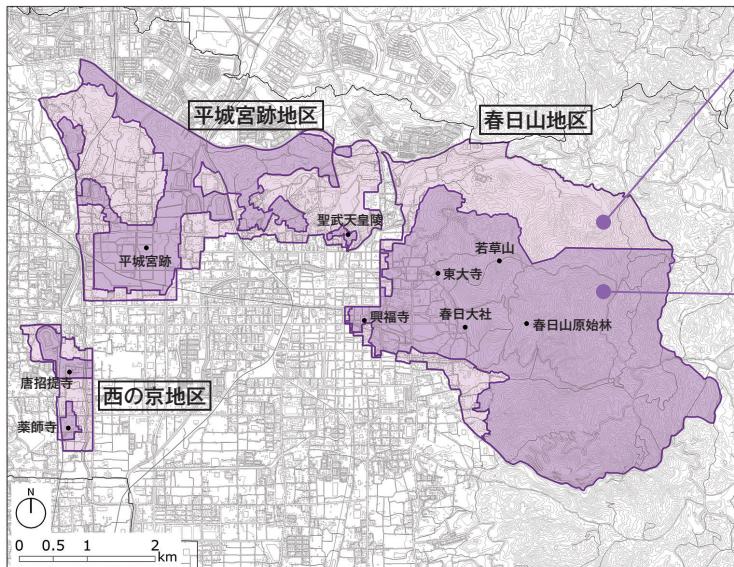 平城宮跡地区
春日山地区
聖武天皇陵
平城宮跡
若草山
東大寺
興福寺
春日大社
春日山原始林
唐招提寺
西の京地区
薬師寺
N
0 0.5 1 2
km